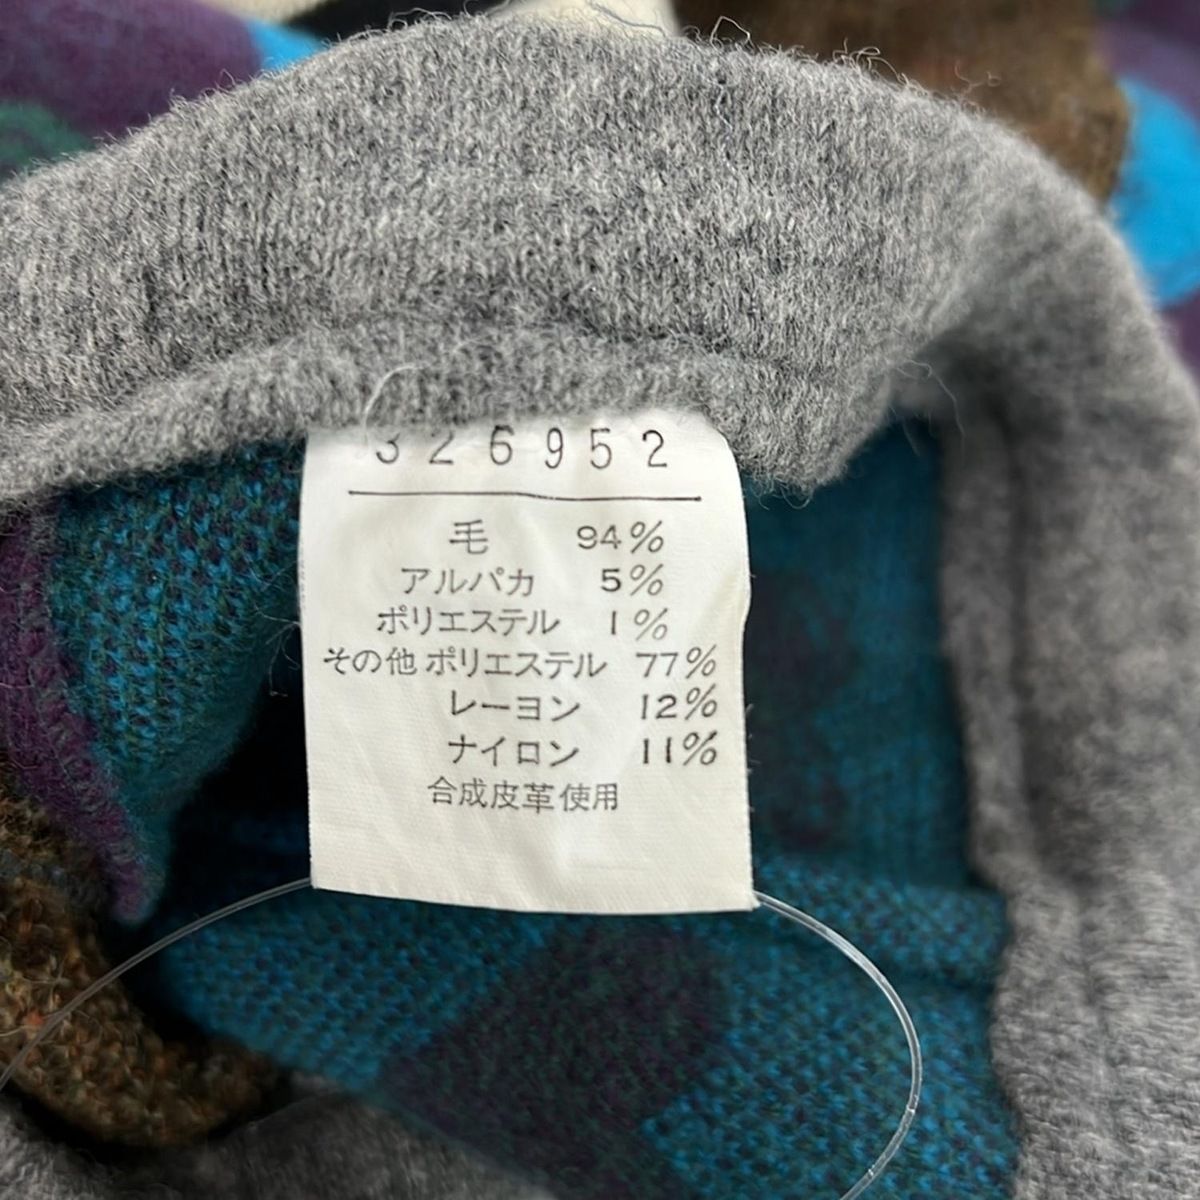 326952
毛 94%
アルパカ 5%
ポリエステル 1%
その他 ポリエステル 77%
レーヨン 12%
ナイロン 11%
合成皮革使用